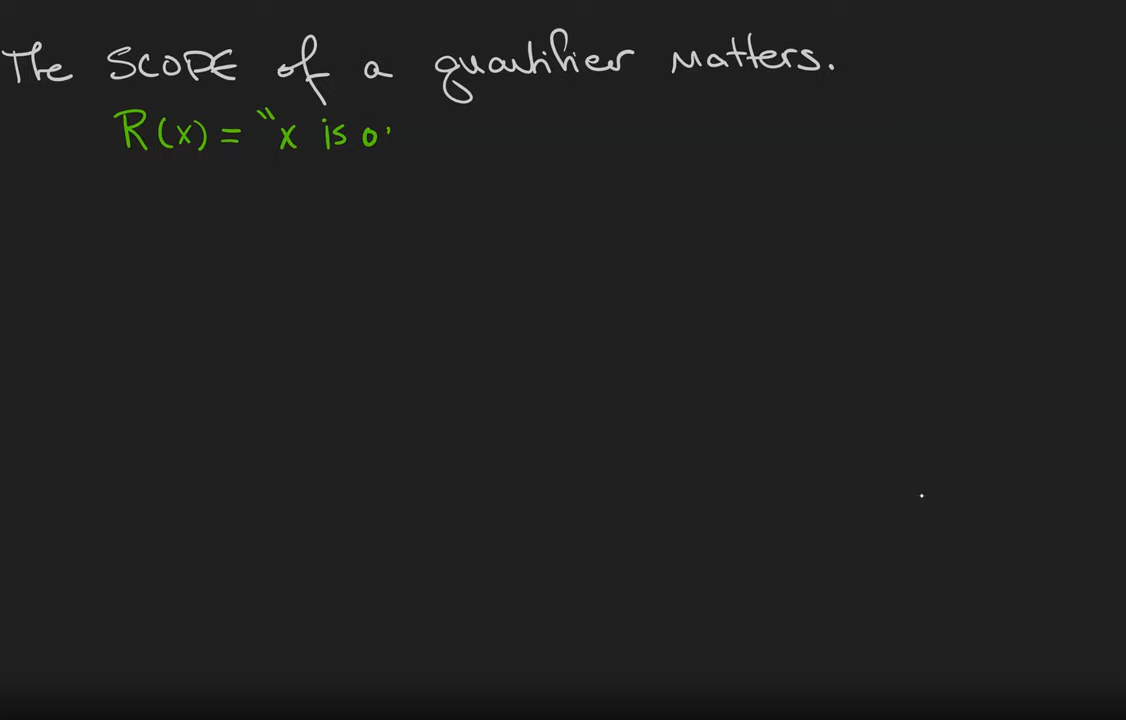 The SCOPE of a quantifier matters.
R(x) = "x is o